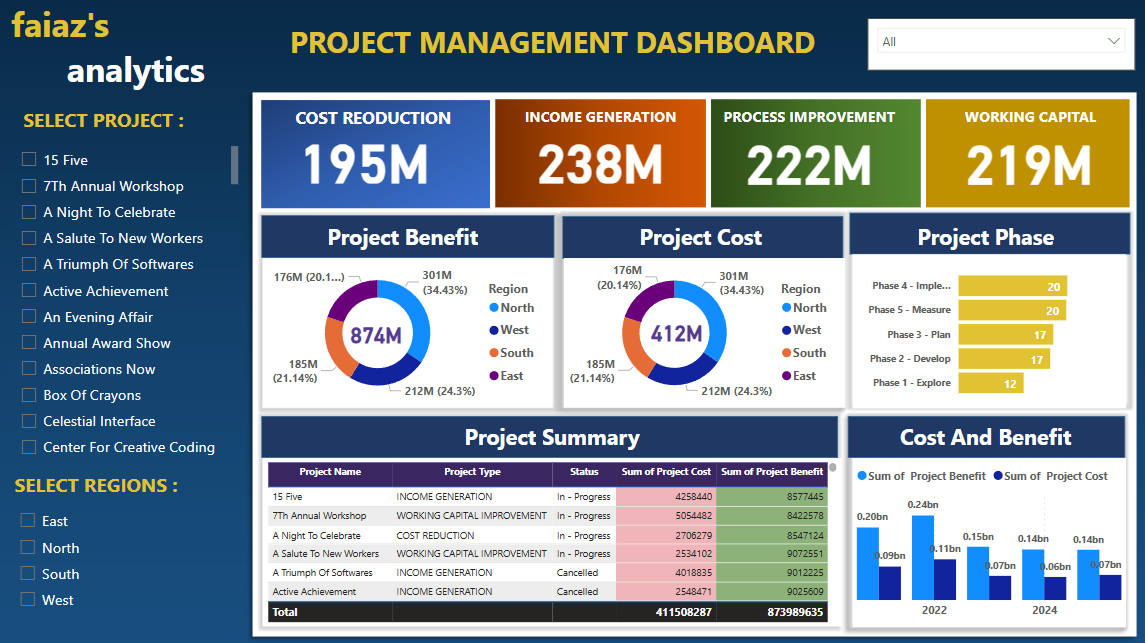 faiaz's
analytics
PROJECT MANAGEMENT DASHBOARD
All
SELECT PROJECT :
15 Five
7Th Annual Workshop
A Night To Celebrate
A Salute To New Workers
A Triumph Of Softwares
Active Achievement
An Evening Affair
Annual Award Show
Associations Now
Box Of Crayons
Celestial Interface
Center For Creative Coding
SELECT REGIONS :
East
North
South
West
COST REODUCTION
195M
INCOME GENERATION
238M
PROCESS IMPROVEMENT
222M
WORKING CAPITAL
219M
Project Benefit
176M (20.1...)
301M
(34.43%)
874M
185M
(21.14%)
212M (24.3%)
Region
North
West
South
East
Project Cost
176M
(20.14%)
301M
(34.43%)
412M
185M
(21.14%)
212M (24.3%)
Region
North
West
South
East
Project Phase
Phase 4 - Imple... 20
Phase 5 - Measure 20
Phase 3 - Plan 17
Phase 2 - Develop 17
Phase 1 - Explore 12
Project Summary
Project Name Project Type Status Sum of Project Cost Sum of Project Benefit
15 Five INCOME GENERATION In - Progress 4258440 8577445
7Th Annual Workshop WORKING CAPITAL IMPROVEMENT In - Progress 5054482 8422578
A Night To Celebrate COST REDUCTION In - Progress 2706279 8547124
A Salute To New Workers WORKING CAPITAL IMPROVEMENT In - Progress 2534102 9072551
A Triumph Of Softwares INCOME GENERATION Cancelled 4018835 9012225
Active Achievement INCOME GENERATION Cancelled 2548471 9025609
Total 411508287 873989635
Cost And Benefit
Sum of Project Benefit Sum of Project Cost
0.20bn
0.09bn
0.24bn
0.11bn
0.15bn
0.07bn
0.14bn
0.06bn
0.14bn
0.07bn
2022 2024